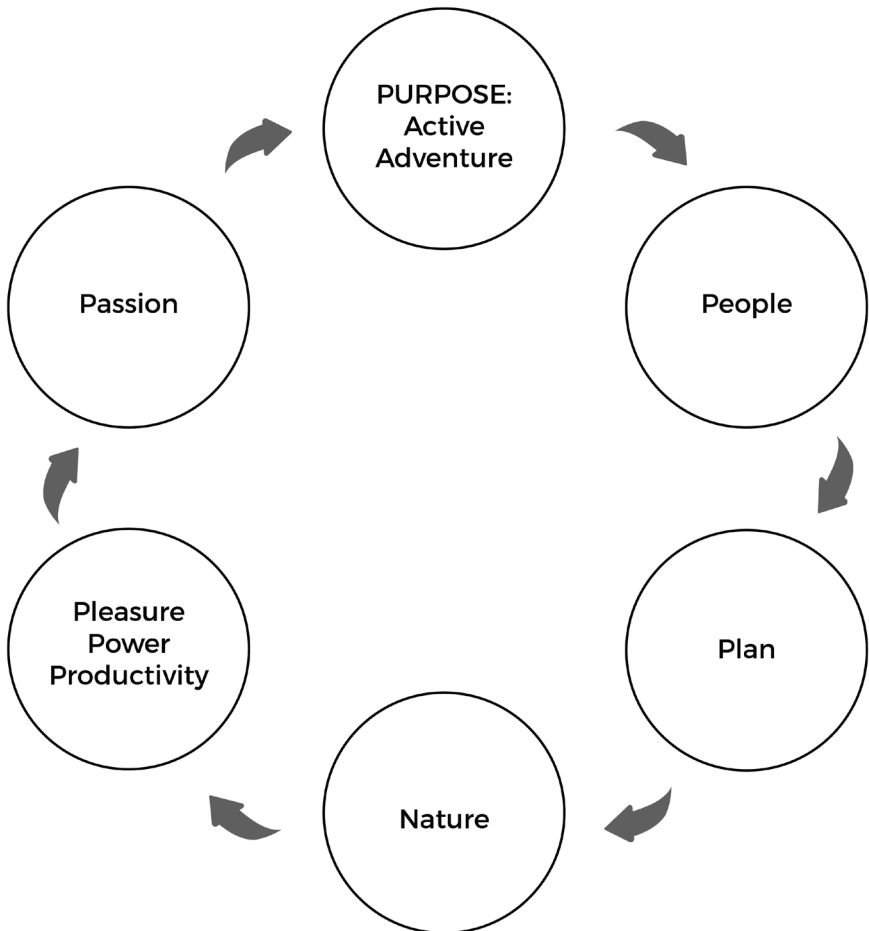 PURPOSE:
Active
Adventure
People
Plan
Nature
Pleasure
Power
Productivity
Passion